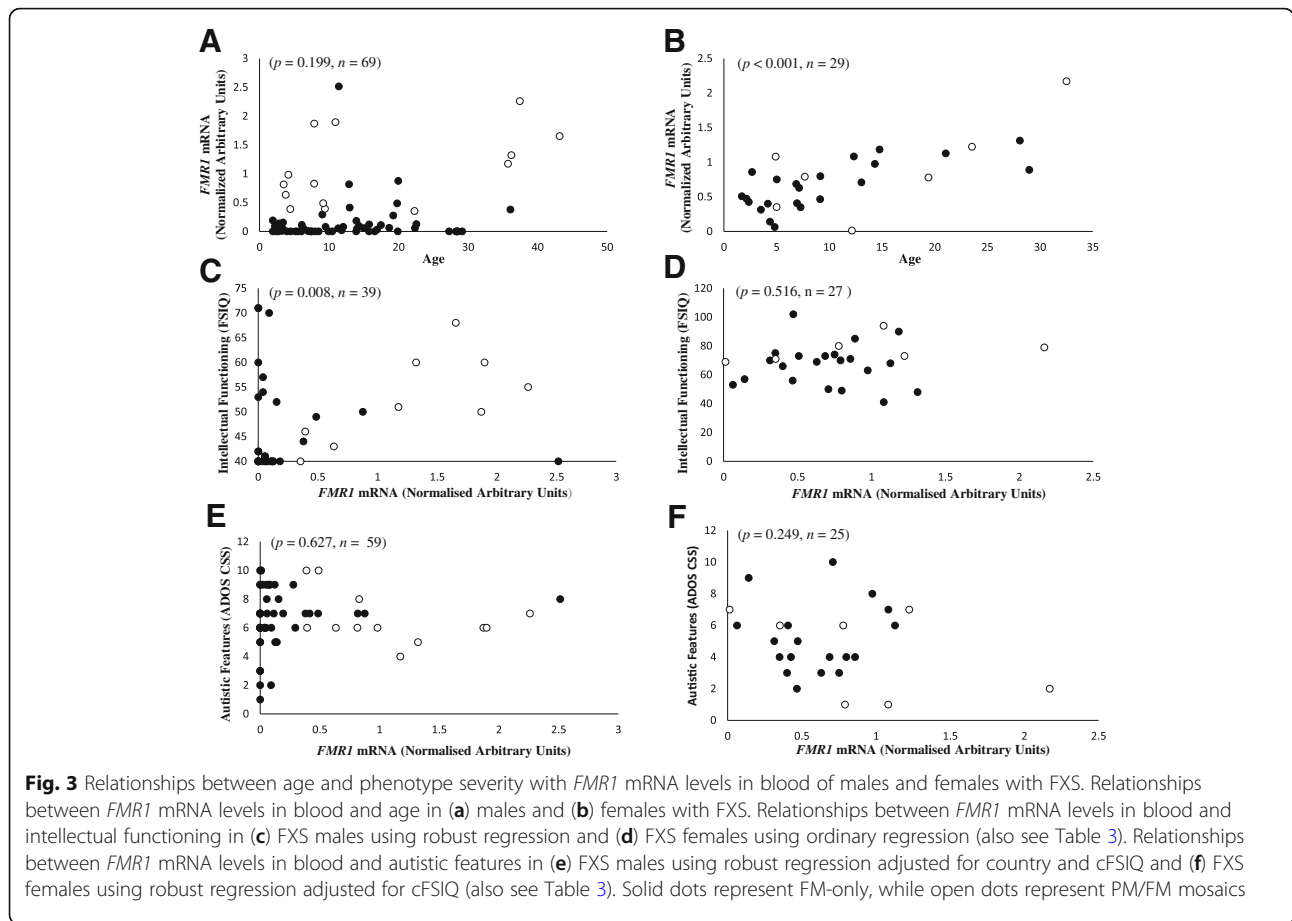 A
(p = 0.199, n = 69)
FMR1 mRNA
(Normalized Arbitrary Units)
3
2.5
2
1.5
1
0.5
0
0 10 20 30 40 50
Age
B
(p < 0.001, n = 29)
FMR1 mRNA
(Normalized Arbitrary Units)
2.5
2
1.5
1
0.5
0
0 5 10 15 20 25 30 35
Age
C
(p = 0.008, n = 39)
Intellectual Functioning (FSIQ)
75
70
65
60
55
50
45
40
0 0.5 1 1.5 2 2.5 3
FMR1 mRNA (Normalised Arbitrary Units)
D
(p = 0.516, n = 27 )
Intellectual Functioning (FSIQ)
120
100
80
60
40
20
0
0 0.5 1 1.5 2 2.5
FMR1 mRNA (Normalised Arbitrary Units)
E
(p = 0.627, n = 59)
Autistic Features (ADOS CSS)
12
10
8
6
4
2
0
0 0.5 1 1.5 2 2.5 3
FMR1 mRNA (Normalised Arbitrary Units)
F
(p = 0.249, n = 25)
Autistic Features (ADOS CSS)
12
10
8
6
4
2
0
0 0.5 1 1.5 2 2.5
FMR1 mRNA (Normalised Arbitrary Units)
Fig. 3 Relationships between age and phenotype severity with FMR1 mRNA levels in blood of males and females with FXS. Relationships
between FMR1 mRNA levels in blood and age in (a) males and (b) females with FXS. Relationships between FMR1 mRNA levels in blood and
intellectual functioning in (c) FXS males using robust regression and (d) FXS females using ordinary regression (also see Table 3). Relationships
between FMR1 mRNA levels in blood and autistic features in (e) FXS males using robust regression adjusted for country and cFSIQ and (f) FXS
females using robust regression adjusted for cFSIQ (also see Table 3). Solid dots represent FM-only, while open dots represent PM/FM mosaics